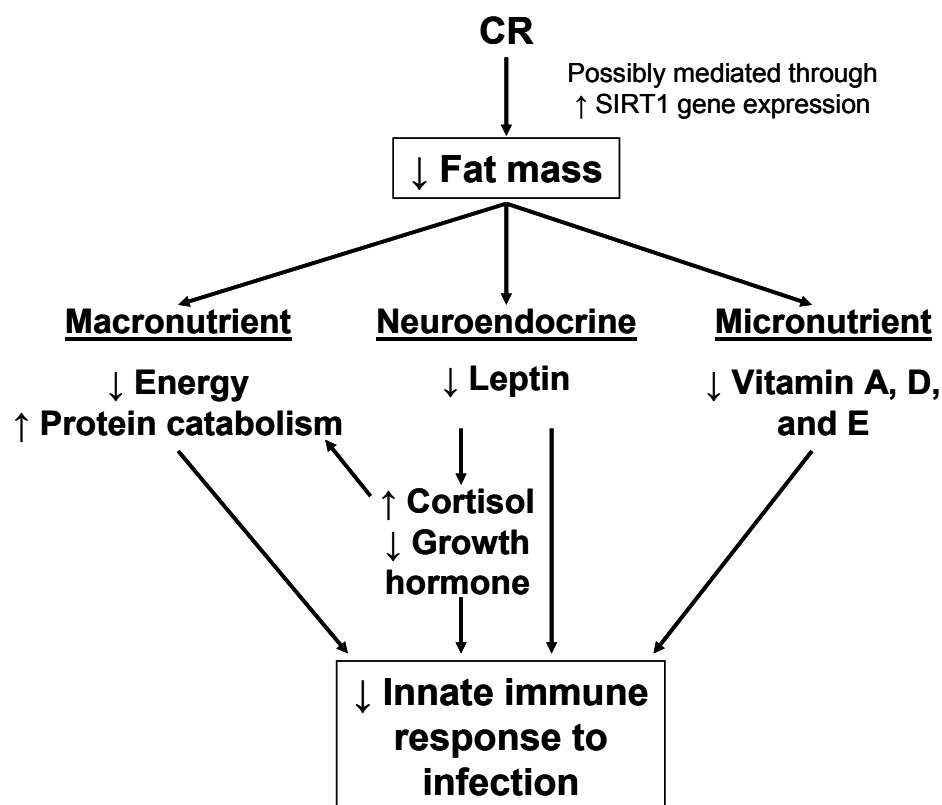 CR
Possibly mediated through
↑ SIRT1 gene expression
↓ Fat mass
Macronutrient
↓ Energy
↑ Protein catabolism
Neuroendocrine
↓ Leptin
↑ Cortisol
↓ Growth
hormone
Micronutrient
↓ Vitamin A, D,
and E
↓ Innate immune
response to
infection